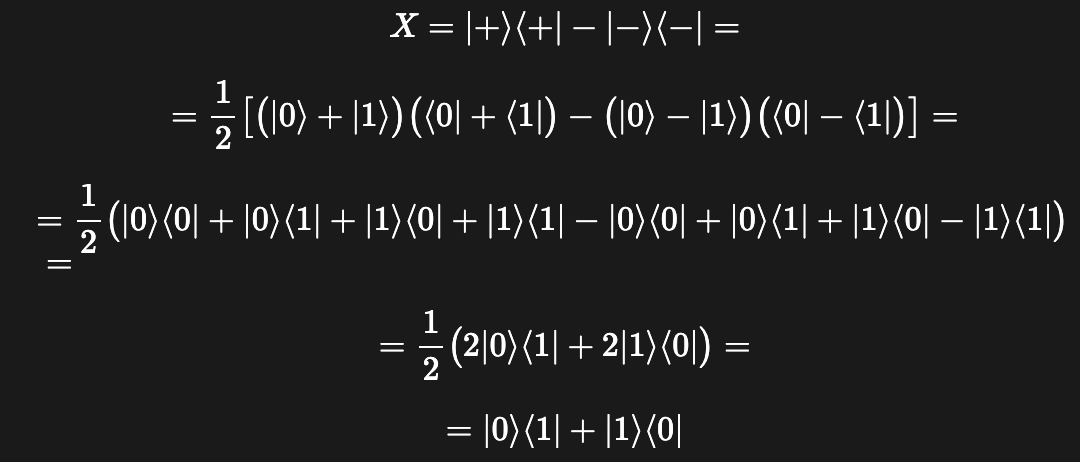 X = |+⟩⟨+| − |−⟩⟨−| =
= 1/2 [(|0⟩ + |1⟩)(⟨0| + ⟨1|) − (|0⟩ − |1⟩)(⟨0| − ⟨1|)] =
= 1/2 (|0⟩⟨0| + |0⟩⟨1| + |1⟩⟨0| + |1⟩⟨1| − |0⟩⟨0| + |0⟩⟨1| + |1⟩⟨0| − |1⟩⟨1|)
=
= 1/2 (2|0⟩⟨1| + 2|1⟩⟨0|) =
= |0⟩⟨1| + |1⟩⟨0|